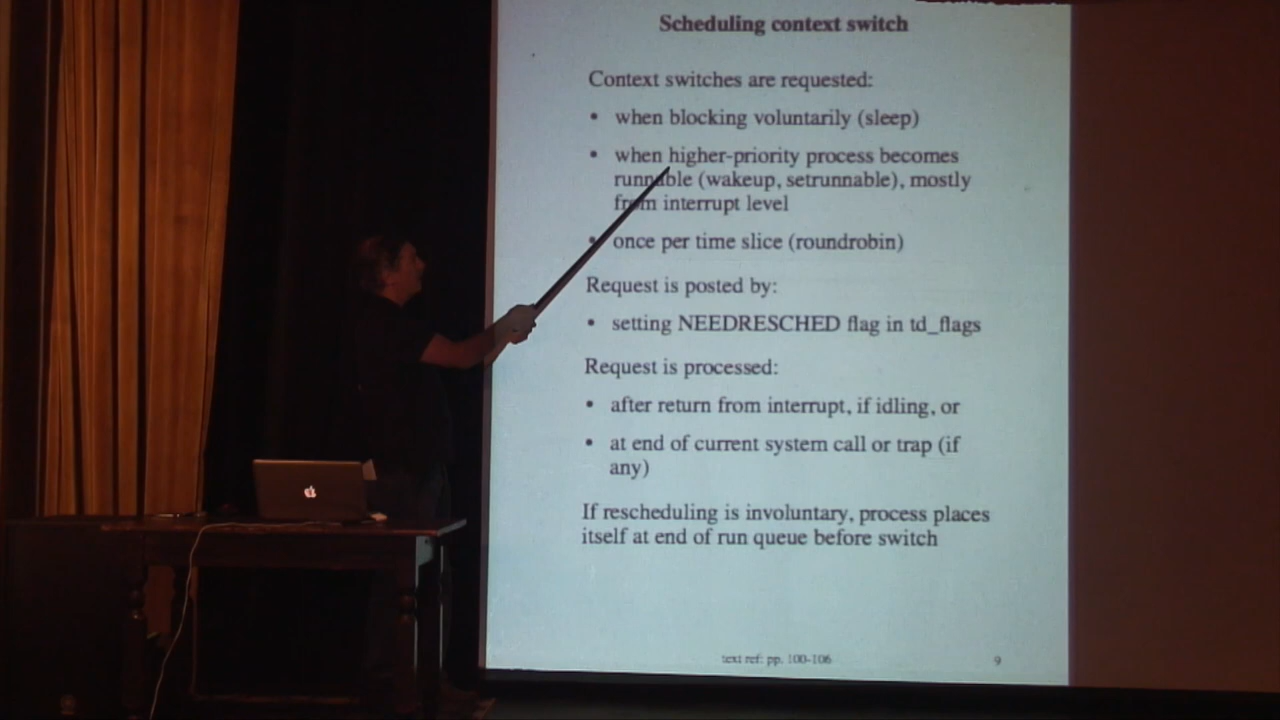 Scheduling context switch
Context switches are requested:
• when blocking voluntarily (sleep)
• when higher-priority process becomes
runnable (wakeup, setrunnable), mostly
from interrupt level
• once per time slice (roundrobin)
Request is posted by:
• setting NEEDRESCHED flag in td_flags
Request is processed:
• after return from interrupt, if idling, or
• at end of current system call or trap (if
any)
If rescheduling is involuntary, process places
itself at end of run queue before switch
text ref: pp. 100–106
9